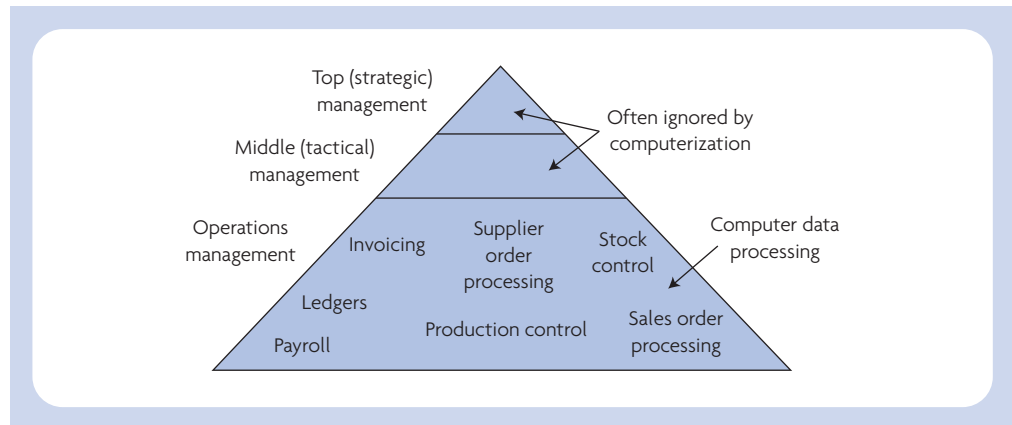 Top (strategic)
management
Often ignored by
computerization
Middle (tactical)
management
Operations
management
Invoicing
Supplier
order
processing
Stock
control
Computer data
processing
Ledgers
Production control
Sales order
processing
Payroll